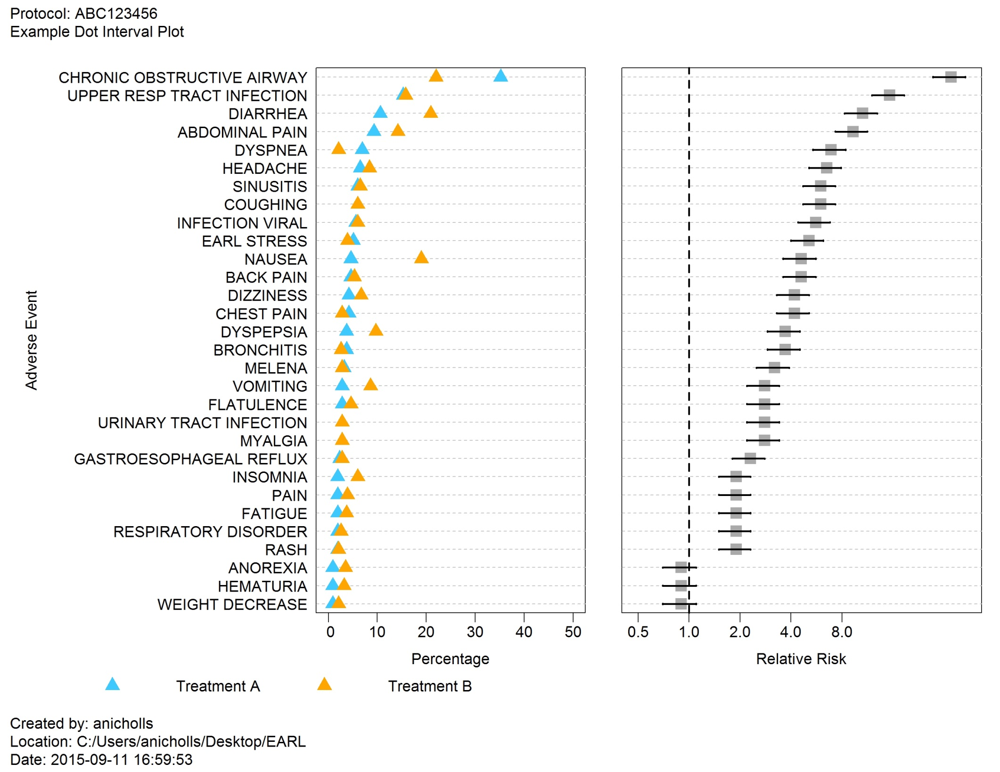 Protocol: ABC123456
Example Dot Interval Plot
CHRONIC OBSTRUCTIVE AIRWAY
UPPER RESP TRACT INFECTION
DIARRHEA
ABDOMINAL PAIN
DYSPNEA
HEADACHE
SINUSITIS
COUGHING
INFECTION VIRAL
EARL STRESS
NAUSEA
BACK PAIN
DIZZINESS
CHEST PAIN
DYSPEPSIA
BRONCHITIS
MELENA
VOMITING
FLATULENCE
URINARY TRACT INFECTION
MYALGIA
GASTROESOPHAGEAL REFLUX
INSOMNIA
PAIN
FATIGUE
RESPIRATORY DISORDER
RASH
ANOREXIA
HEMATURIA
WEIGHT DECREASE
Adverse Event
0 10 20 30 40 50
0.5 1.0 2.0 4.0 8.0
Percentage
Relative Risk
Treatment A
Treatment B
Created by: anicholls
Location: C:/Users/anicholls/Desktop/EARL
Date: 2015-09-11 16:59:53